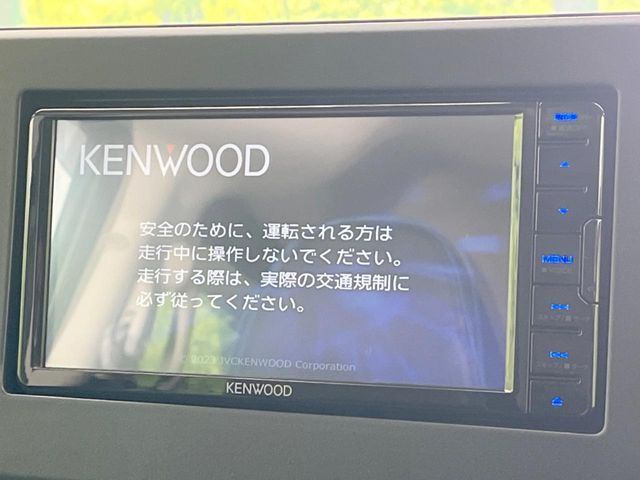 KENWOOD
安全のために、運転される方は
走行中に操作しないでください。
走行する際は、実際の交通規制に
必ず従ってください。
© 2023 JVCKENWOOD Corporation
KENWOOD
MENU